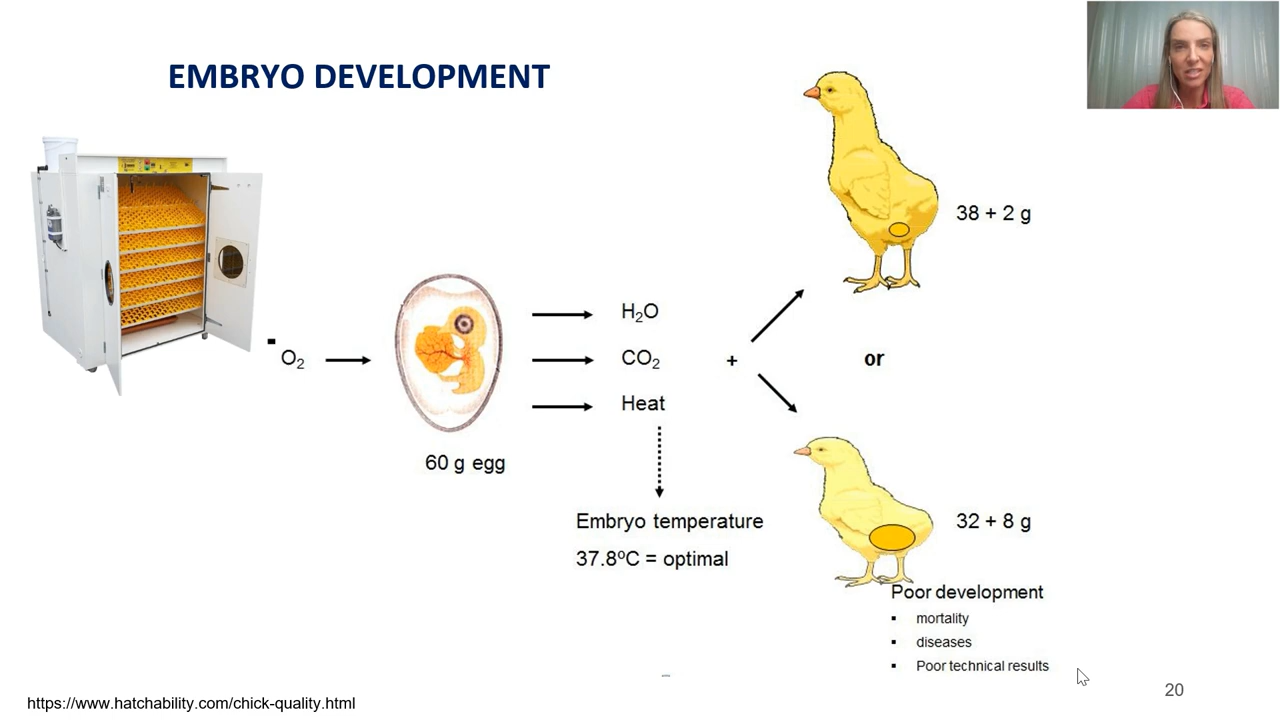 EMBRYO DEVELOPMENT
38 + 2 g
H₂O
O₂
CO₂
+
or
Heat
60 g egg
Embryo temperature
37.8ºC = optimal
32 + 8 g
Poor development
▪ mortality
▪ diseases
▪ Poor technical results
https://www.hatchability.com/chick-quality.html
20